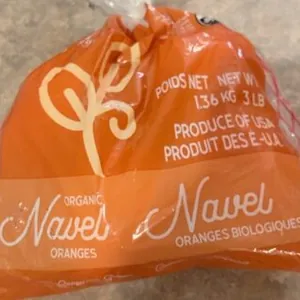 POIDS NET NET WT
1.36 KG 3 LB
PRODUCE OF USA
PRODUIT DES É.-U.A.
ORGANIC
Navel
ORANGES
Navel
ORANGES BIOLOGIQUES